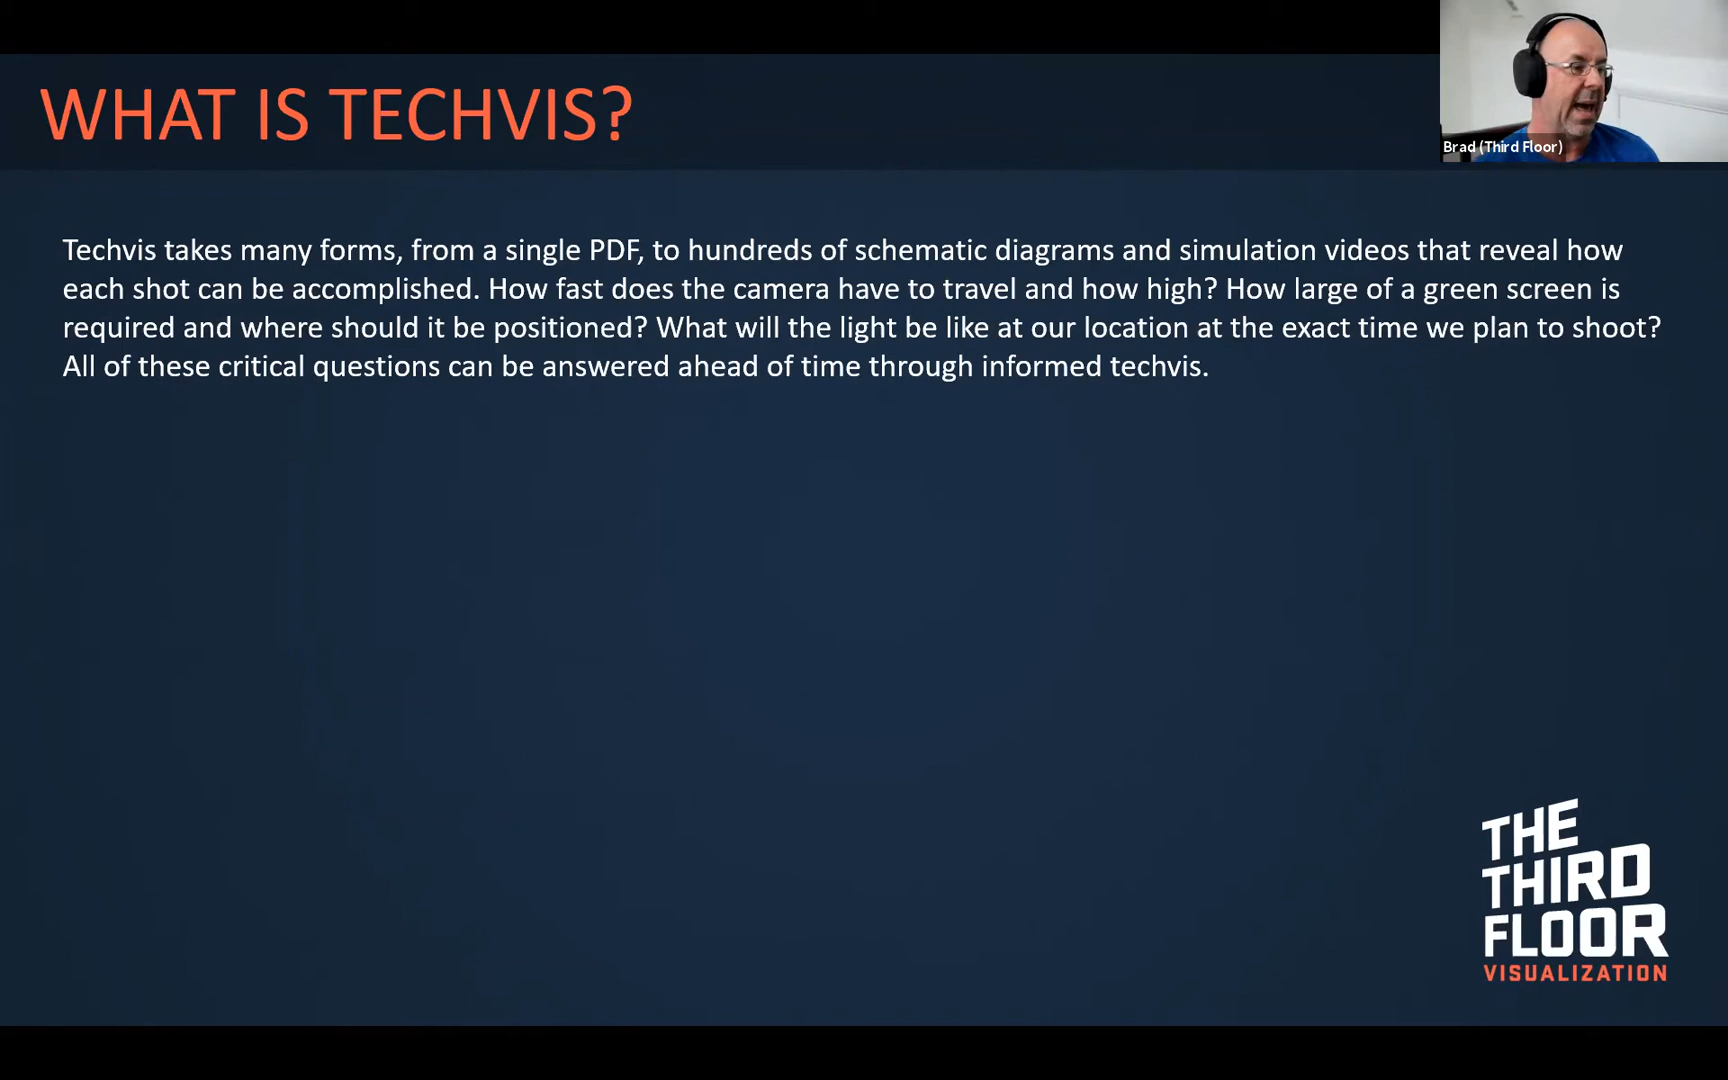 WHAT IS TECHVIS?
Brad (Third Floor)
Techvis takes many forms, from a single PDF, to hundreds of schematic diagrams and simulation videos that reveal how
each shot can be accomplished. How fast does the camera have to travel and how high? How large of a green screen is
required and where should it be positioned? What will the light be like at our location at the exact time we plan to shoot?
All of these critical questions can be answered ahead of time through informed techvis.
THE
THIRD
FLOOR
VISUALIZATION